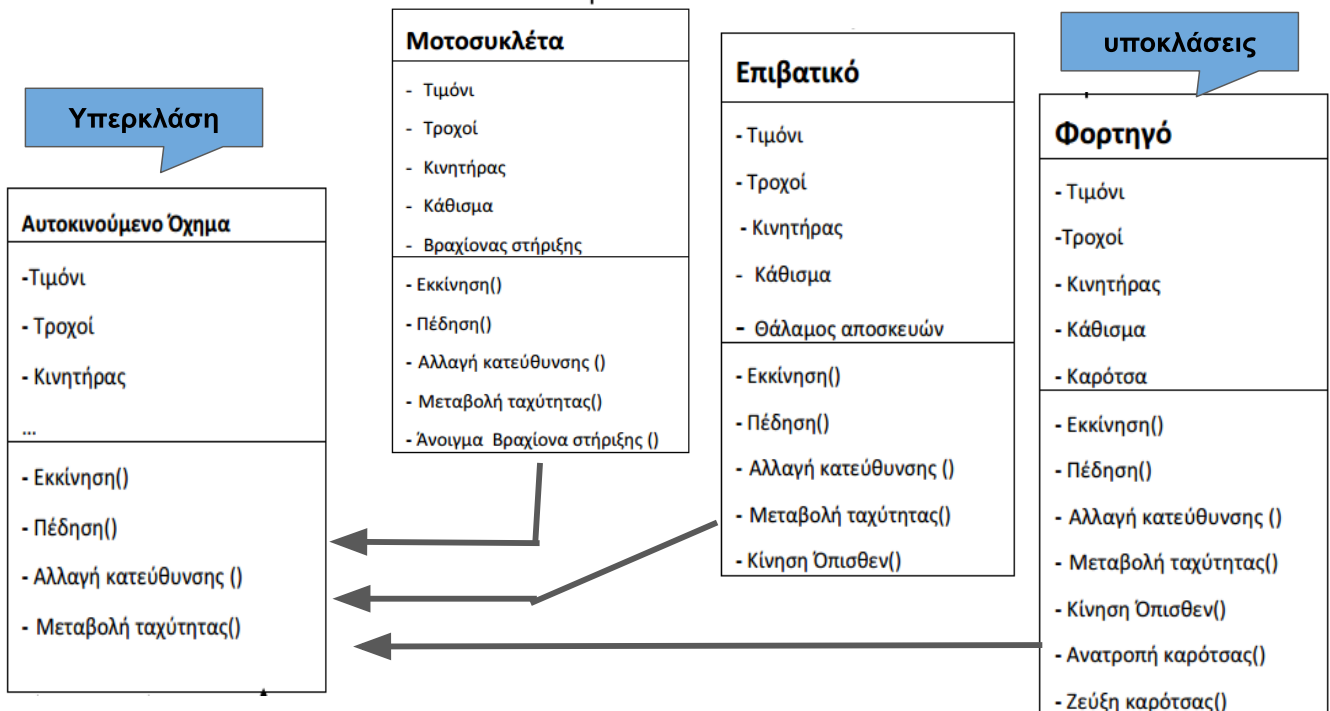 Υπερκλάση
Αυτοκινούμενο Όχημα
-Τιμόνι
- Τροχοί
- Κινητήρας
...
- Εκκίνηση()
- Πέδηση()
- Αλλαγή κατεύθυνσης ()
- Μεταβολή ταχύτητας()
Μοτοσυκλέτα
- Τιμόνι
- Τροχοί
- Κινητήρας
- Κάθισμα
- Βραχίονας στήριξης
- Εκκίνηση()
- Πέδηση()
- Αλλαγή κατεύθυνσης ()
- Μεταβολή ταχύτητας()
- Άνοιγμα Βραχίονα στήριξης ()
Επιβατικό
- Τιμόνι
- Τροχοί
- Κινητήρας
- Κάθισμα
- Θάλαμος αποσκευών
- Εκκίνηση()
- Πέδηση()
- Αλλαγή κατεύθυνσης ()
- Μεταβολή ταχύτητας()
- Κίνηση Όπισθεν()
υποκλάσεις
Φορτηγό
- Τιμόνι
-Τροχοί
- Κινητήρας
- Κάθισμα
- Καρότσα
- Εκκίνηση()
- Πέδηση()
- Αλλαγή κατεύθυνσης ()
- Μεταβολή ταχύτητας()
- Κίνηση Όπισθεν()
- Ανατροπή καρότσας()
- Ζεύξη καρότσας()